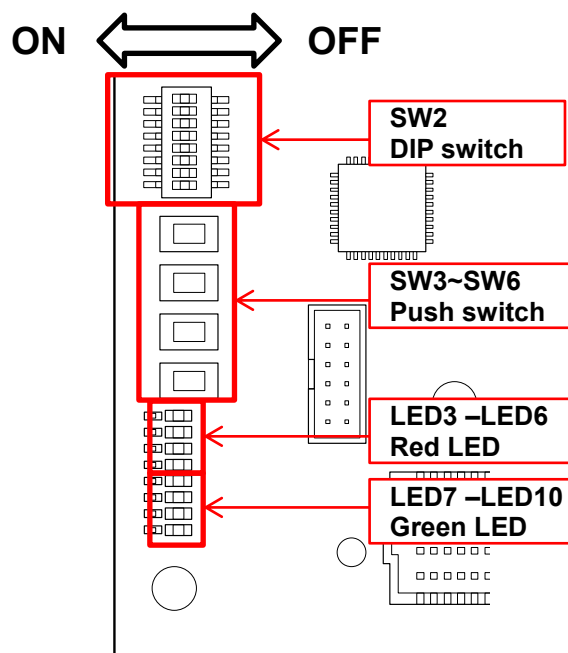 ON OFF
SW2
DIP switch
SW3~SW6
Push switch
LED3 –LED6
Red LED
LED7 –LED10
Green LED